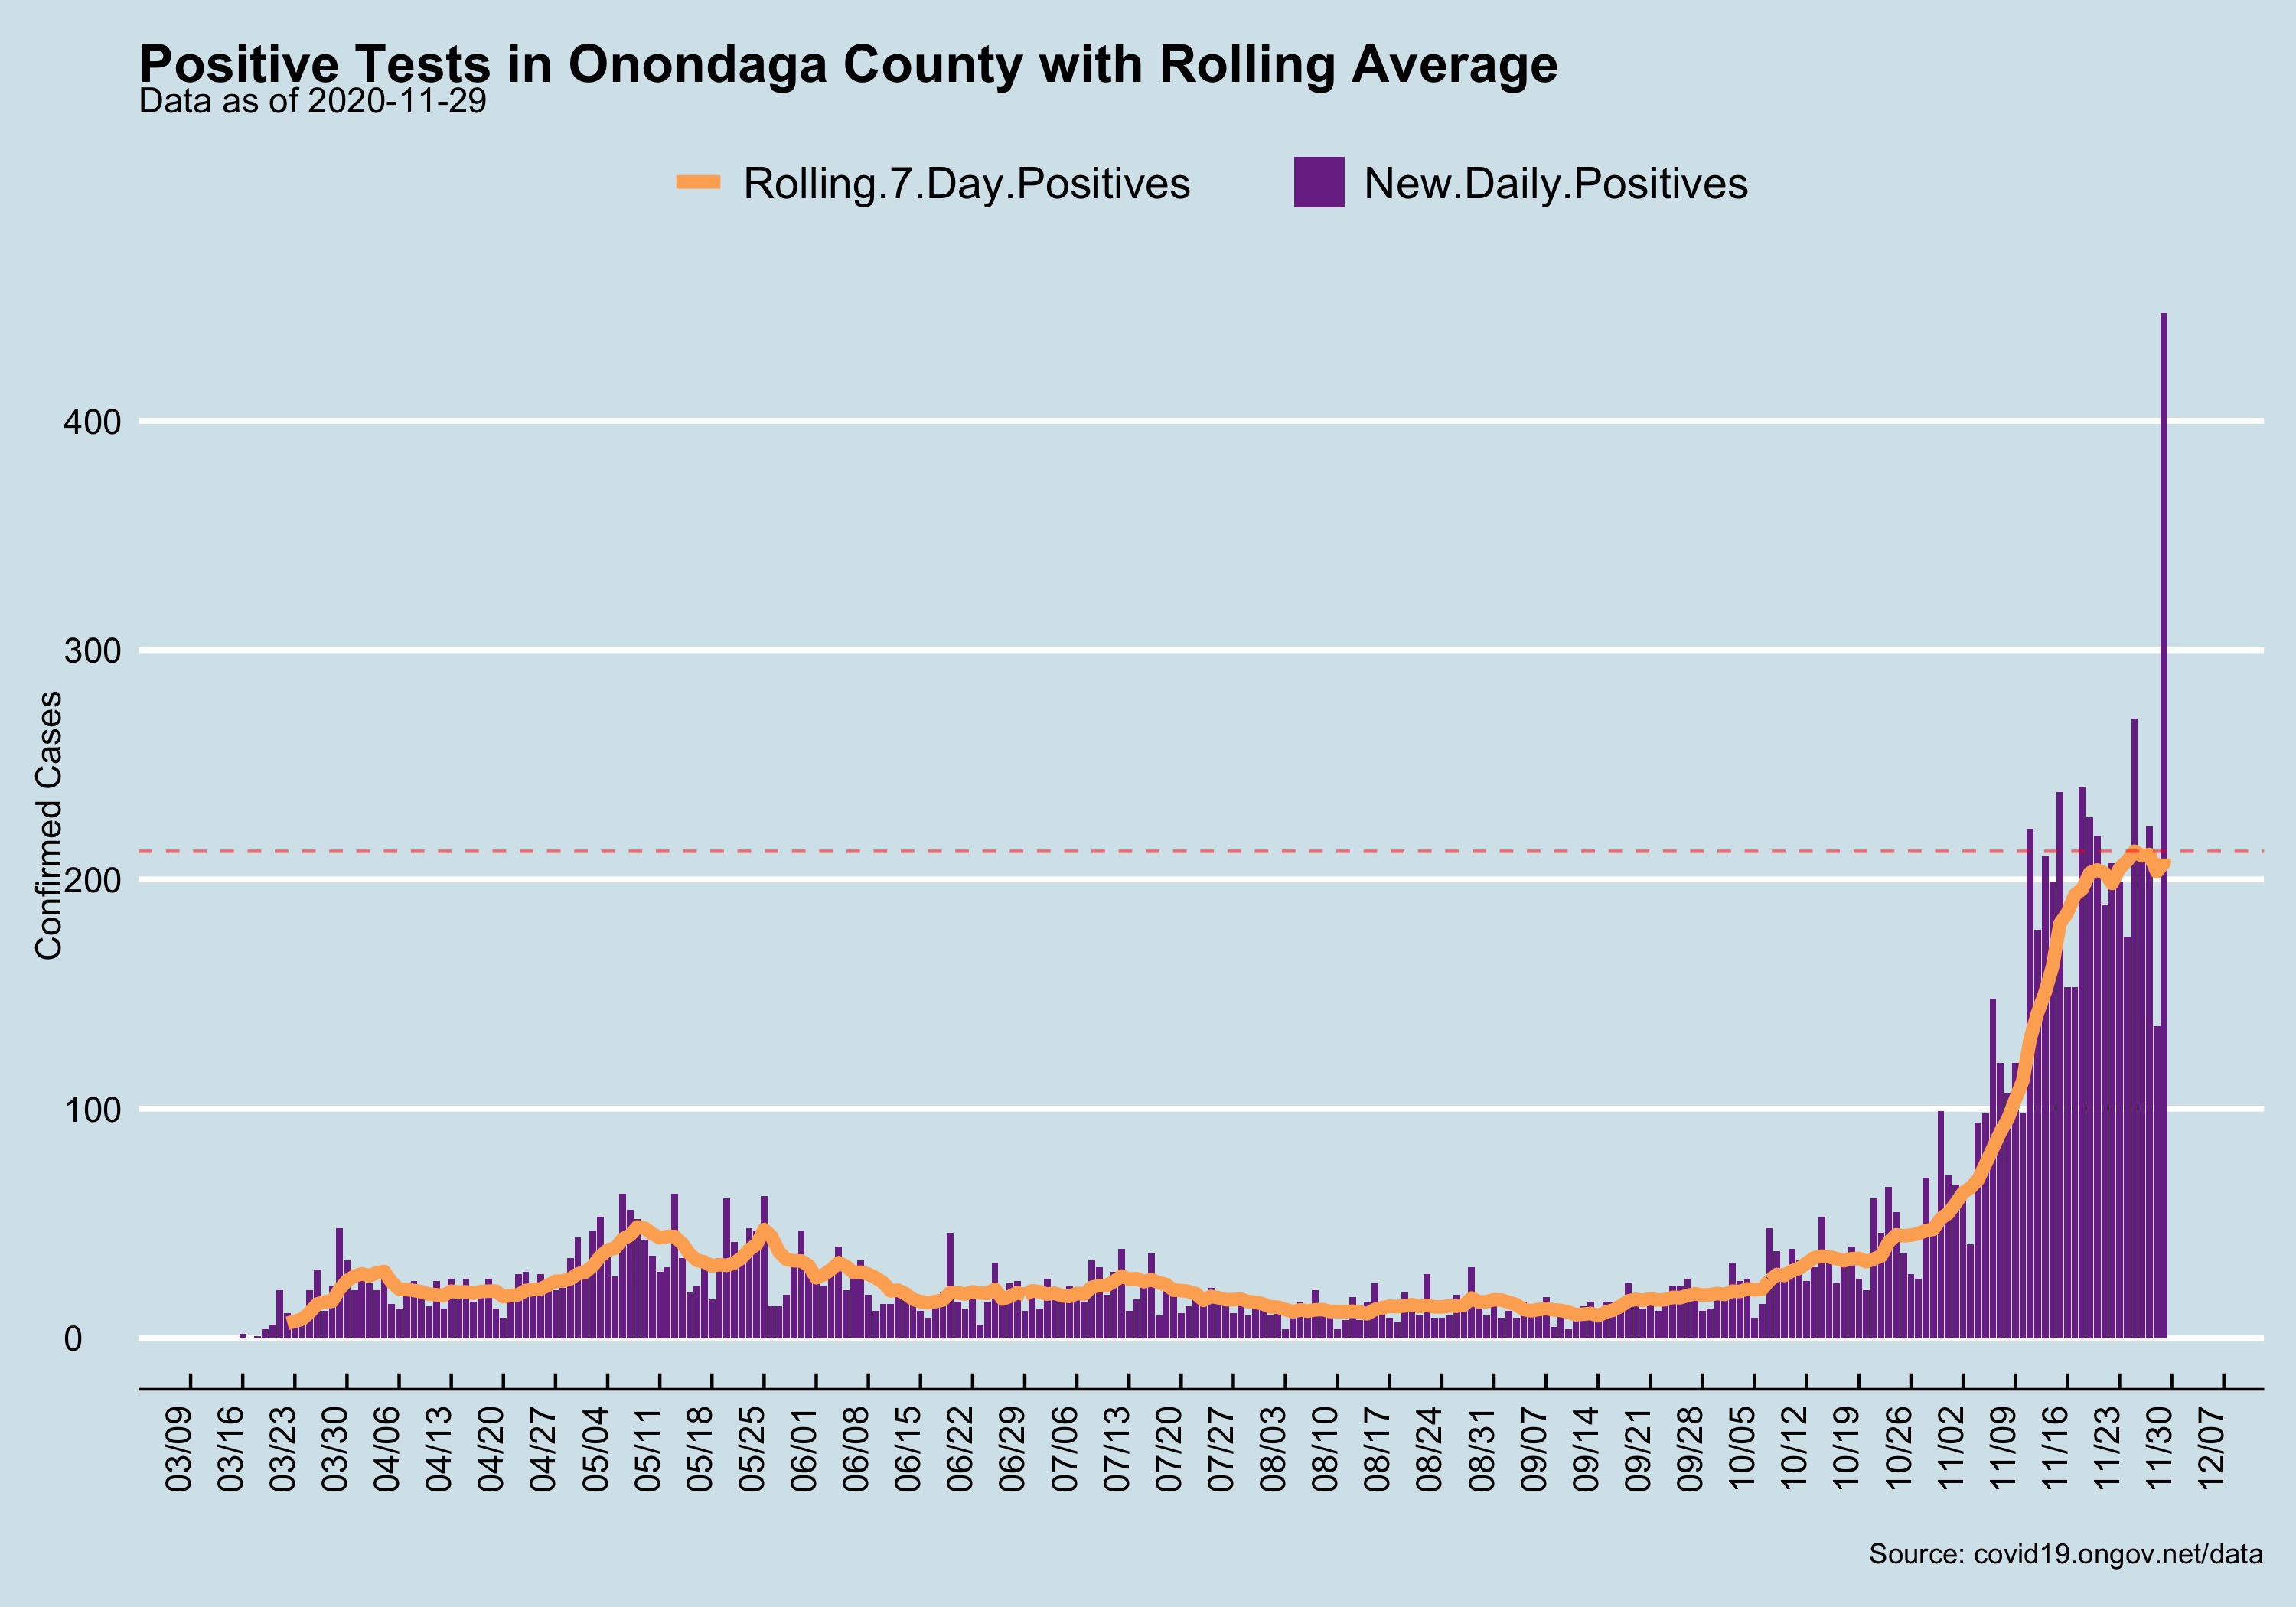 Positive Tests in Onondaga County with Rolling Average
Data as of 2020-11-29
Rolling.7.Day.Positives New.Daily.Positives
Confirmed Cases
400
300
200
100
0
03/09 03/16 03/23 03/30 04/06 04/13 04/20 04/27 05/04 05/11 05/18 05/25 06/01 06/08 06/15 06/22 06/29 07/06 07/13 07/20 07/27 08/03 08/10 08/17 08/24 08/31 09/07 09/14 09/21 09/28 10/05 10/12 10/19 10/26 11/02 11/09 11/16 11/23 11/30 12/07
Source: covid19.ongov.net/data